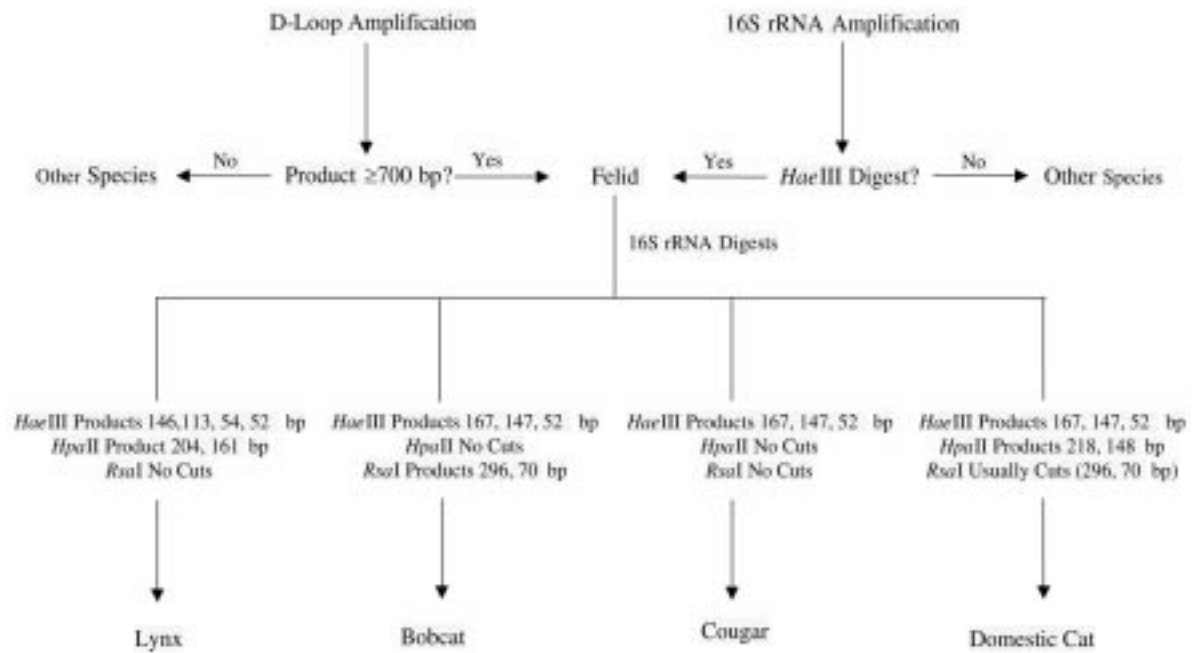 D-Loop Amplification
16S rRNA Amplification
Other Species
No
Product ≥700 bp?
Yes
Felid
Yes
HaeIII Digest?
No
Other Species
16S rRNA Digests
HaeIII Products 146,113, 54, 52 bp
HpaII Product 204, 161 bp
RsaI No Cuts
HaeIII Products 167, 147, 52 bp
HpaII No Cuts
RsaI Products 296, 70 bp
HaeIII Products 167, 147, 52 bp
HpaII No Cuts
RsaI No Cuts
HaeIII Products 167, 147, 52 bp
HpaII Products 218, 148 bp
RsaI Usually Cuts (296, 70 bp)
Lynx
Bobcat
Cougar
Domestic Cat